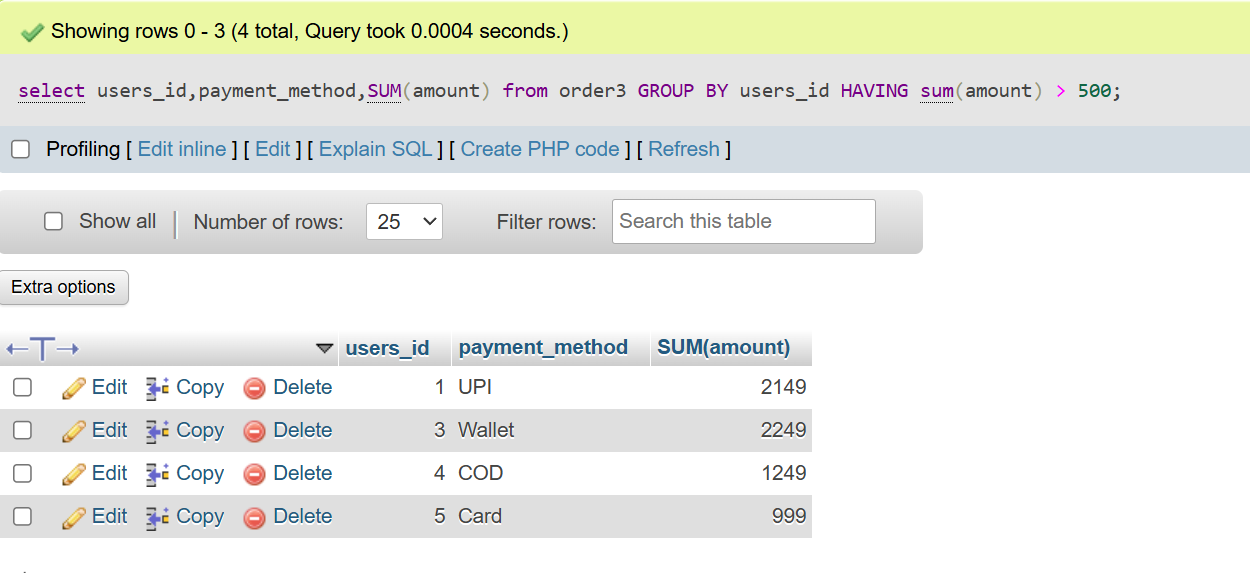 Showing rows 0 - 3 (4 total, Query took 0.0004 seconds.)
select users_id,payment_method,SUM(amount) from order3 GROUP BY users_id HAVING sum(amount) > 500;
Profiling [ Edit inline ] [ Edit ] [ Explain SQL ] [ Create PHP code ] [ Refresh ]
Show all Number of rows: 25 Filter rows: Search this table
Extra options
users_id payment_method SUM(amount)
Edit Copy Delete 1 UPI 2149
Edit Copy Delete 3 Wallet 2249
Edit Copy Delete 4 COD 1249
Edit Copy Delete 5 Card 999